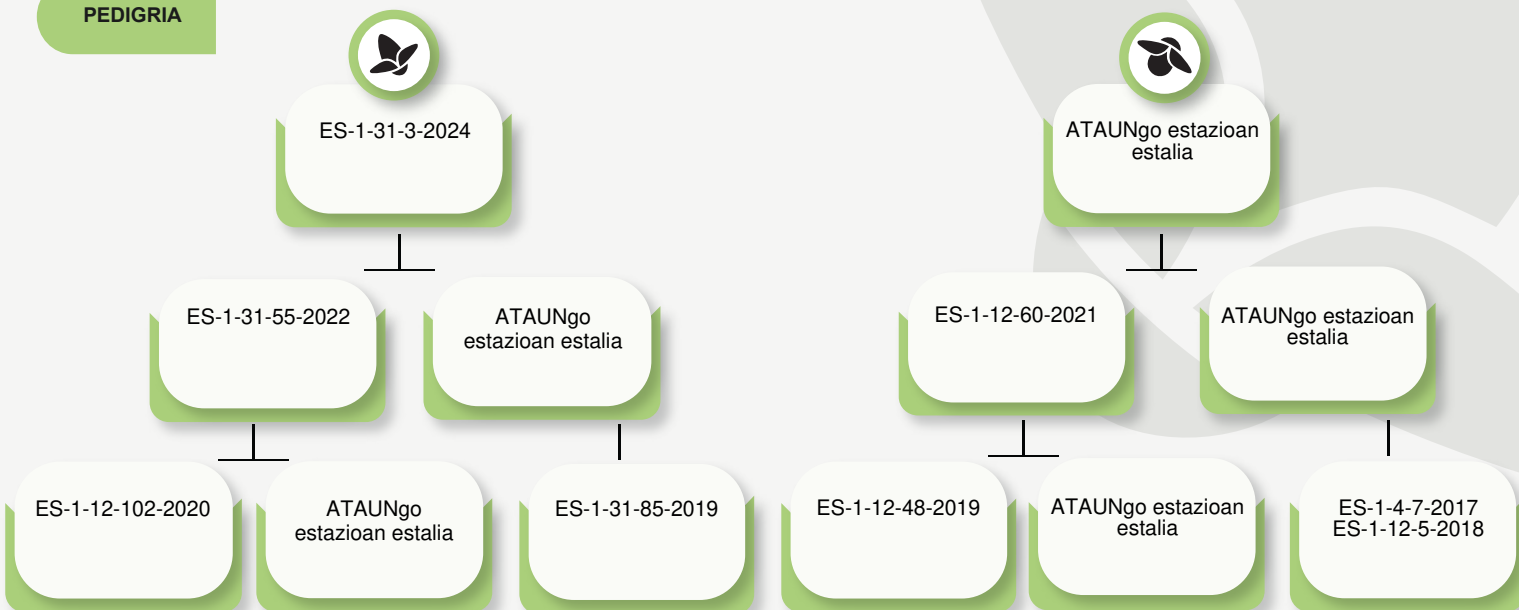 PEDIGRIA
ES-1-31-3-2024
ATAUNgo estazioan
estalia
ES-1-31-55-2022
ATAUNgo
estazioan estalia
ES-1-12-60-2021
ATAUNgo estazioan
estalia
ES-1-12-102-2020
ATAUNgo
estazioan estalia
ES-1-31-85-2019
ES-1-12-48-2019
ATAUNgo estazioan
estalia
ES-1-4-7-2017
ES-1-12-5-2018